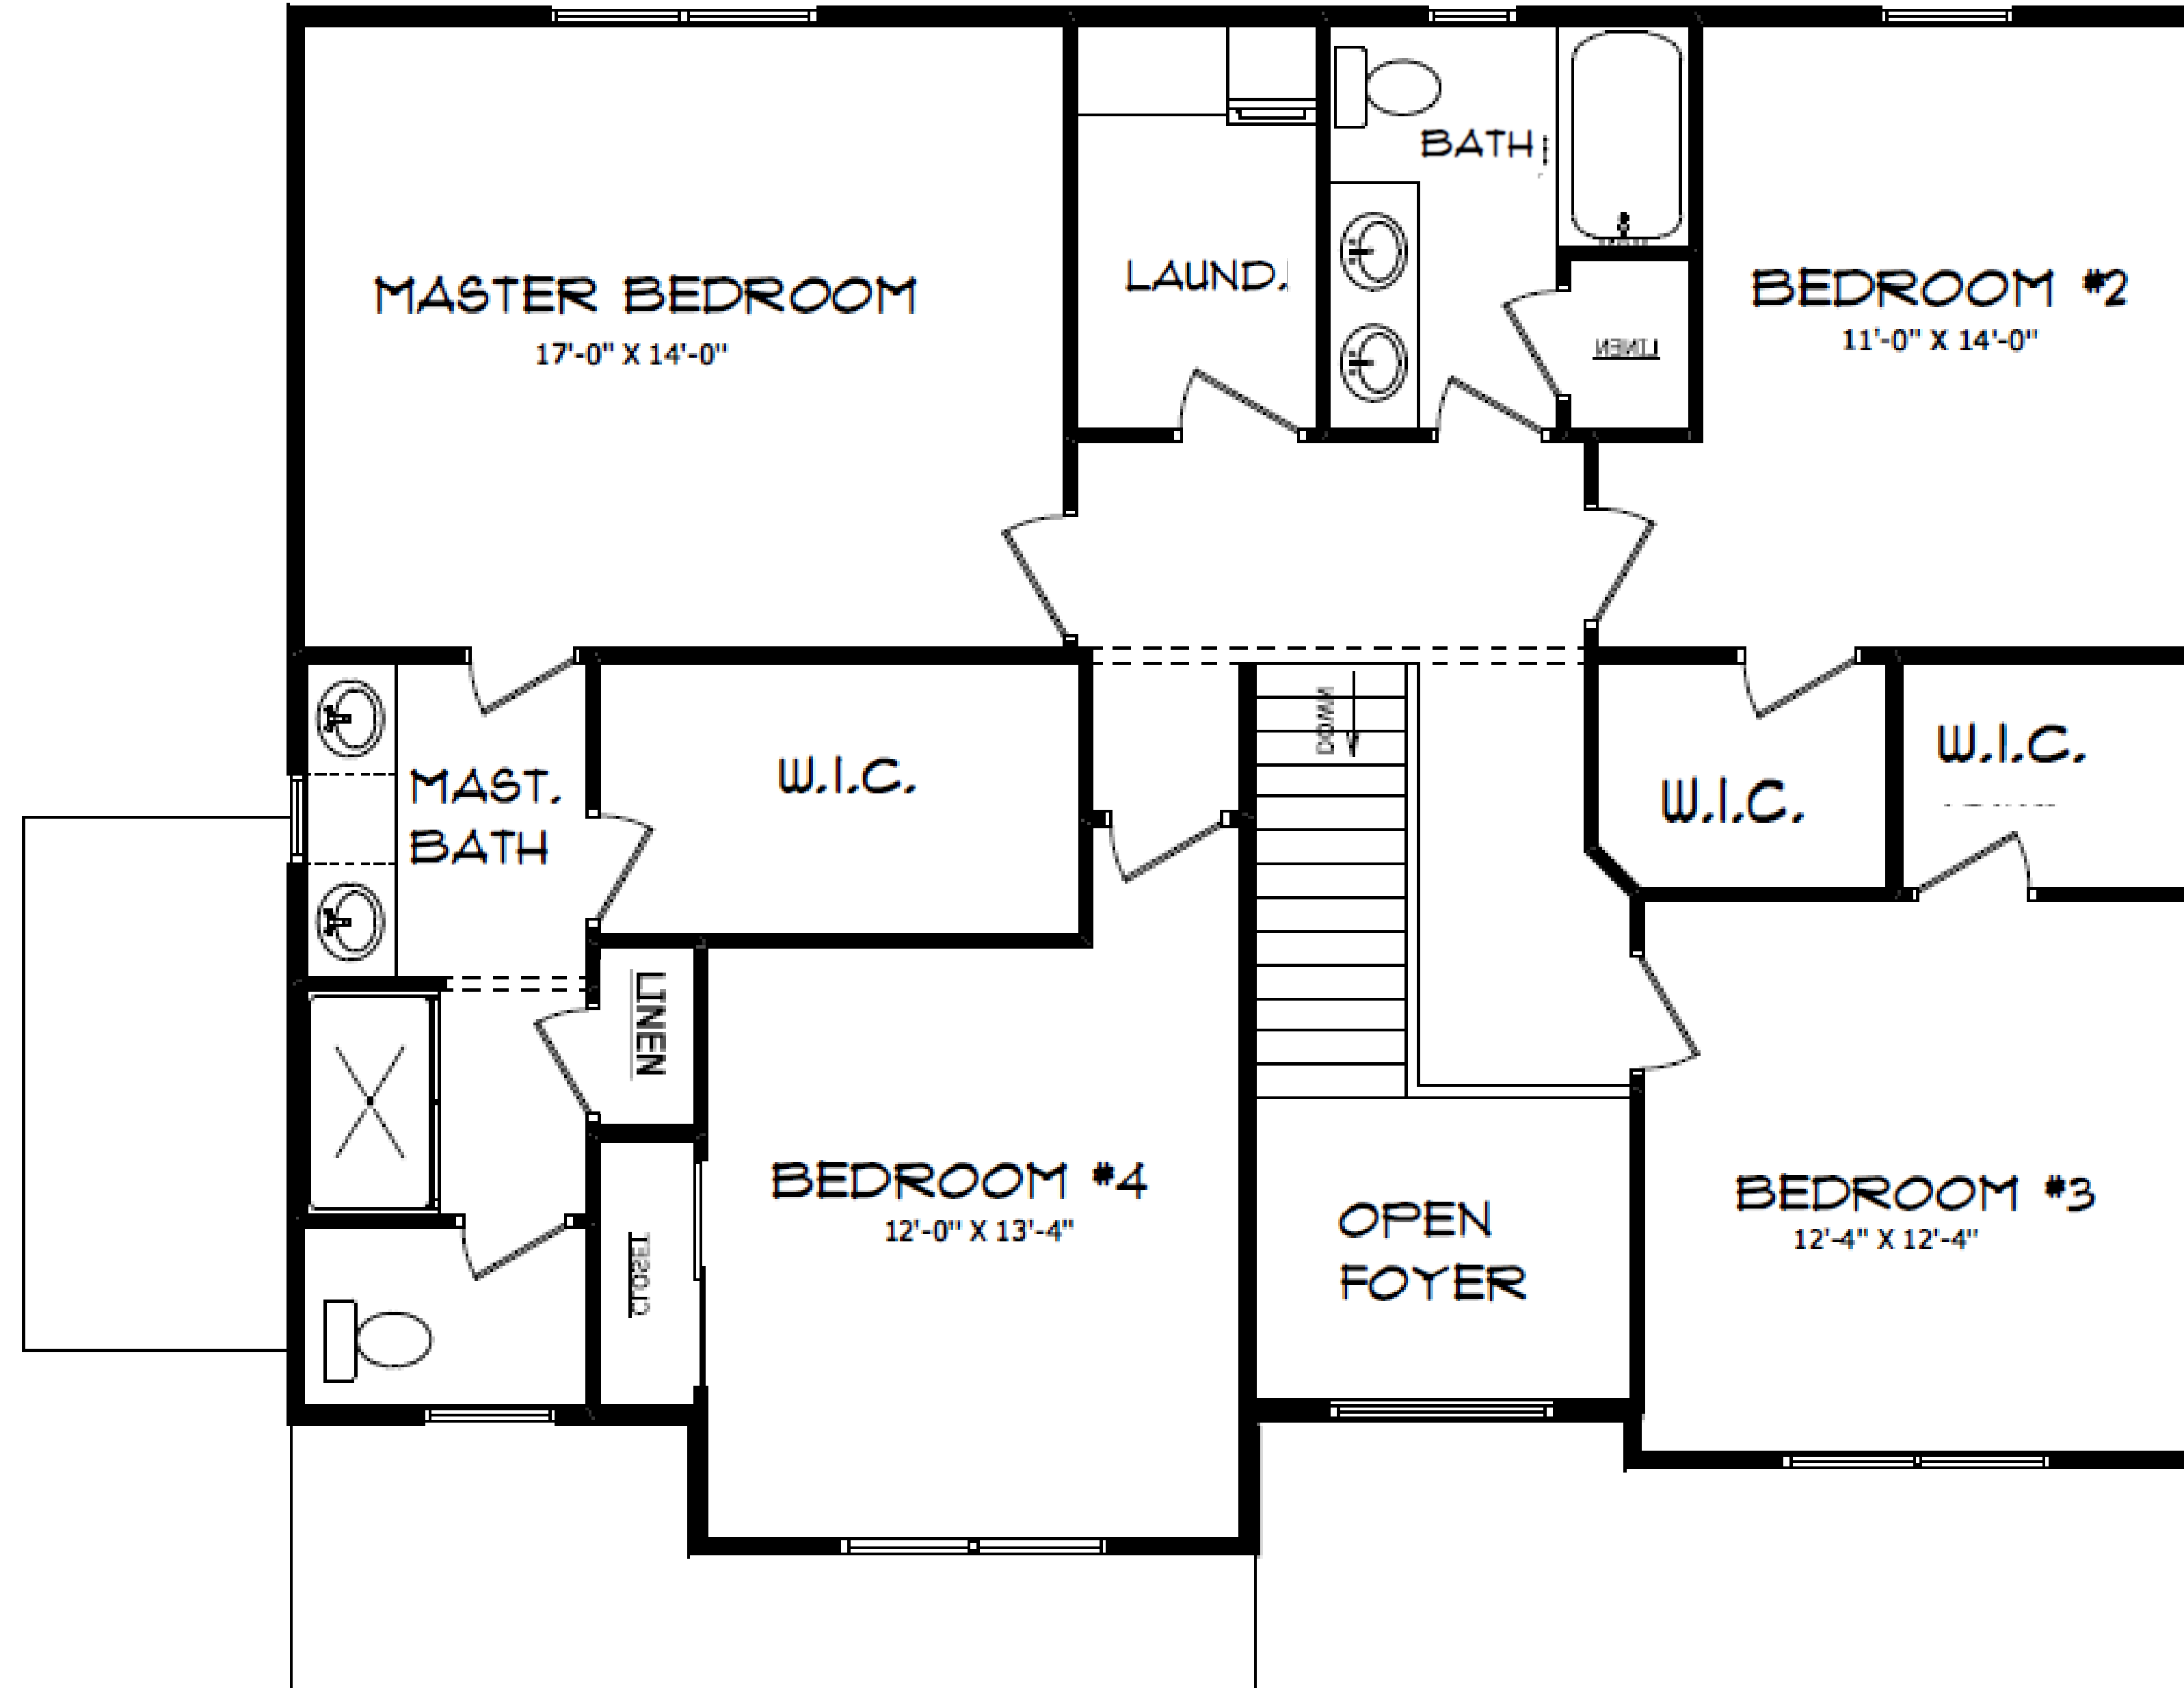 BATH
MASTER BEDROOM
17'-0" X 14'-0"
LAUND.
BEDROOM #2
11'-0" X 14'-0"
LINEN
DOWN
MAST.
BATH
W.I.C.
W.I.C.
W.I.C.
LINEN
BEDROOM #4
12'-0" X 13'-4"
CLOSET
OPEN
FOYER
BEDROOM #3
12'-4" X 12'-4"